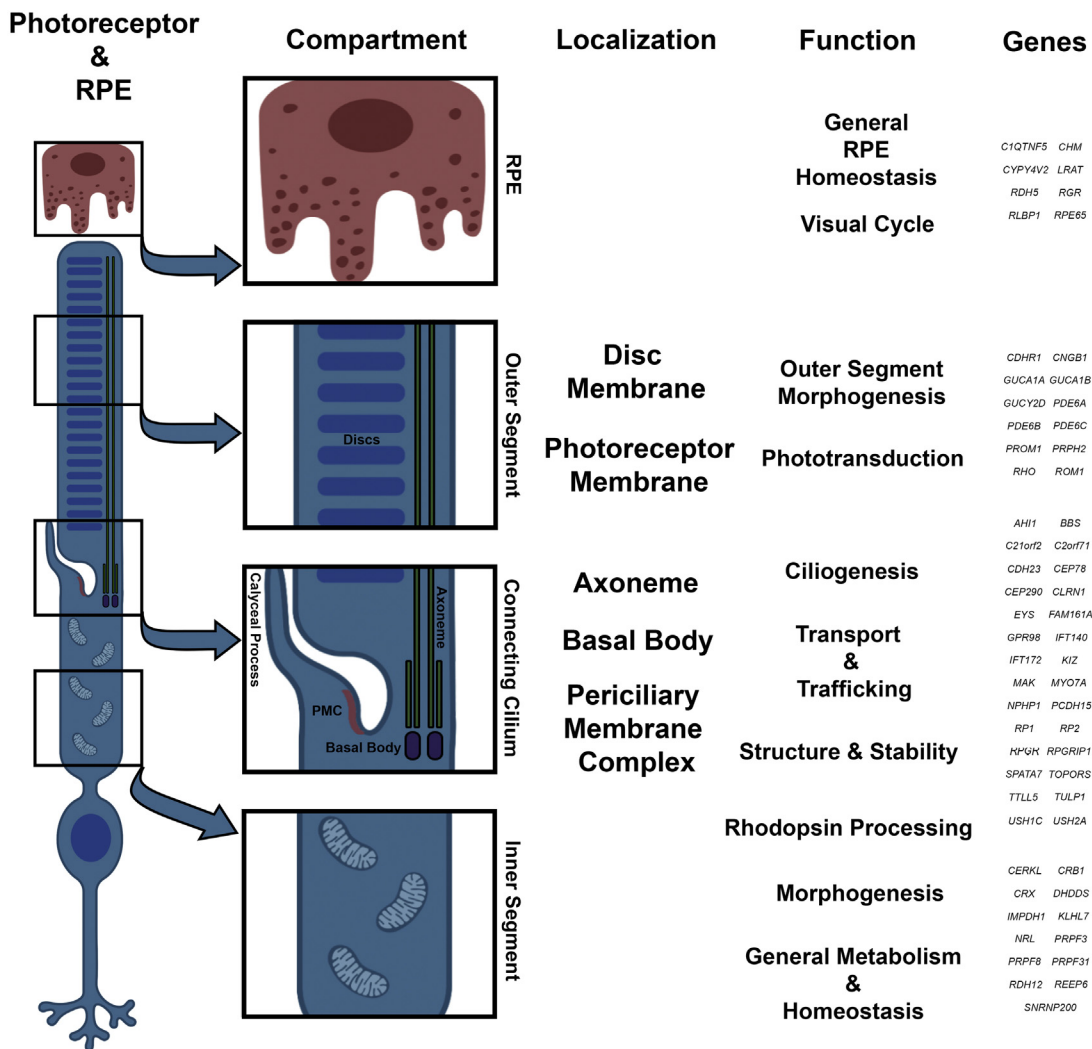 Photoreceptor
&
RPE
Compartment
Localization
Function
Genes
RPE
General
RPE
Homeostasis
Visual Cycle
C1QTNF5 CHM
CYPY4V2 LRAT
RDH5 RGR
RLBP1 RPE65
Discs
Outer Segment
Disc
Membrane
Photoreceptor
Membrane
Outer Segment
Morphogenesis
Phototransduction
CDHR1 CNGB1
GUCA1A GUCA1B
GUCY2D PDE6A
PDE6B PDE6C
PROM1 PRPH2
RHO ROM1
Calyceal Process
PMC
Basal Body
Axoneme
Connecting Cilium
Axoneme
Basal Body
Periciliary
Membrane
Complex
Ciliogenesis
Transport
&
Trafficking
Structure & Stability
Rhodopsin Processing
AHI1 BBS
C21orf2 C2orf71
CDH23 CEP78
CEP290 CLRN1
EYS FAM161A
GPR98 IFT140
IFT172 KIZ
MAK MYO7A
NPHP1 PCDH15
RP1 RP2
RPGR RPGRIP1
SPATA7 TOPORS
TTLL5 TULP1
USH1C USH2A
Inner Segment
Morphogenesis
General Metabolism
&
Homeostasis
CERKL CRB1
CRX DHDDS
IMPDH1 KLHL7
NRL PRPF3
PRPF8 PRPF31
RDH12 REEP6
SNRNP200